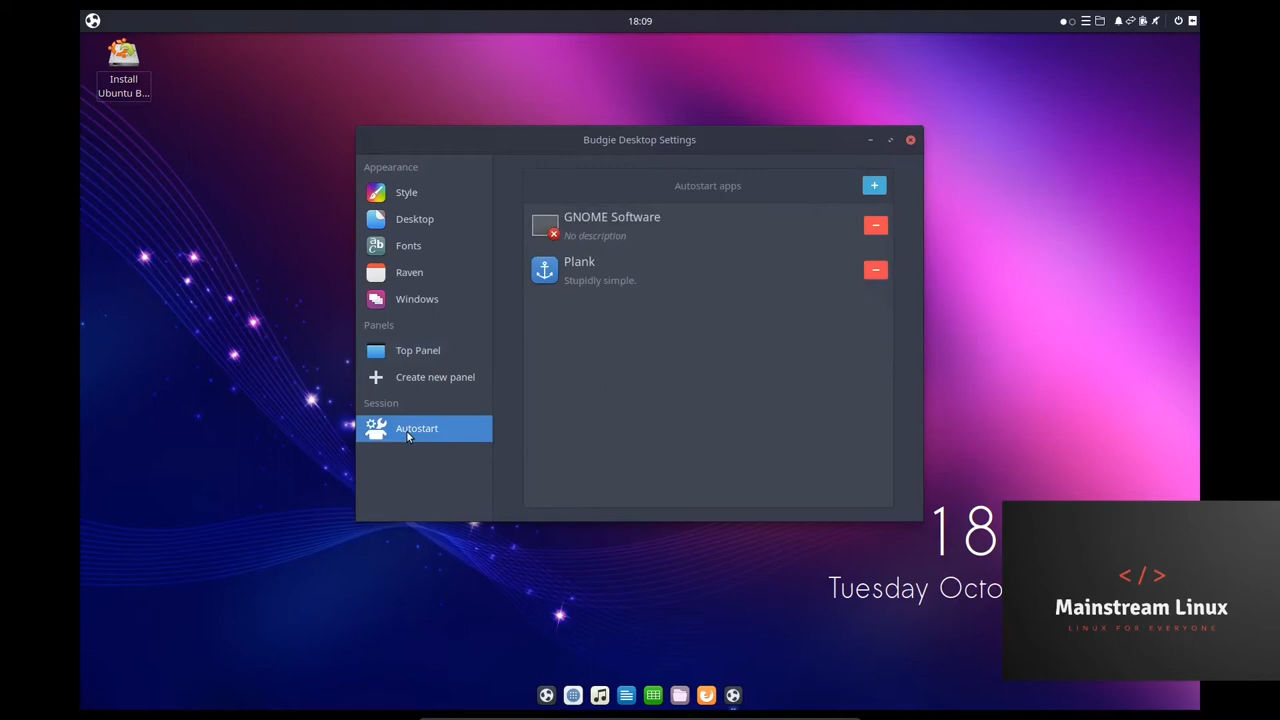 18:09
Install
Ubuntu B...
Budgie Desktop Settings
Appearance
Style
Desktop
Fonts
Raven
Windows
Panels
Top Panel
Create new panel
Session
Autostart
Autostart apps
GNOME Software
No description
Plank
Stupidly simple.
18
Tuesday Octo
</>
Mainstream Linux
LINUX FOR EVERYONE